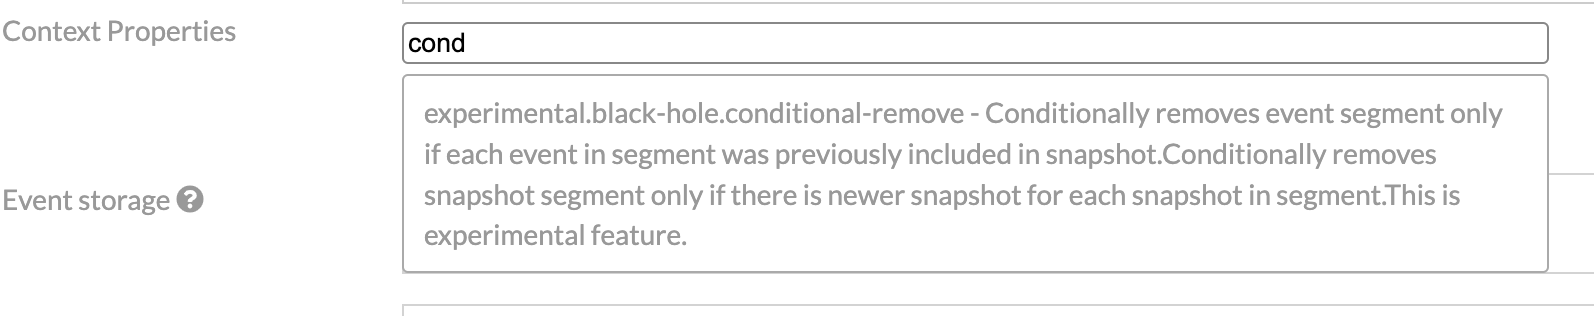 Context Properties
cond
experimental.black-hole.conditional-remove - Conditionally removes event segment only
if each event in segment was previously included in snapshot.Conditionally removes
snapshot segment only if there is newer snapshot for each snapshot in segment.This is
experimental feature.
Event storage ?